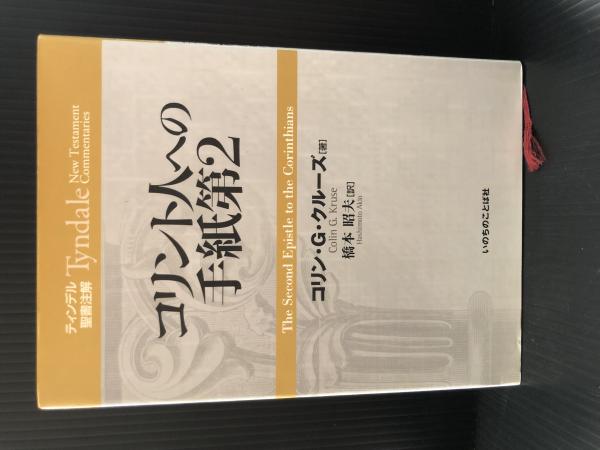 ティンデル
聖書注解
Tyndale
New Testament
Commentaries
コリント人への
手紙第2
The Second Epistle to the Corinthians
コリン・G・クルーズ[著]
Colin G. Kruse
橋本 昭夫[訳]
Hashimoto Akio
いのちのことば社